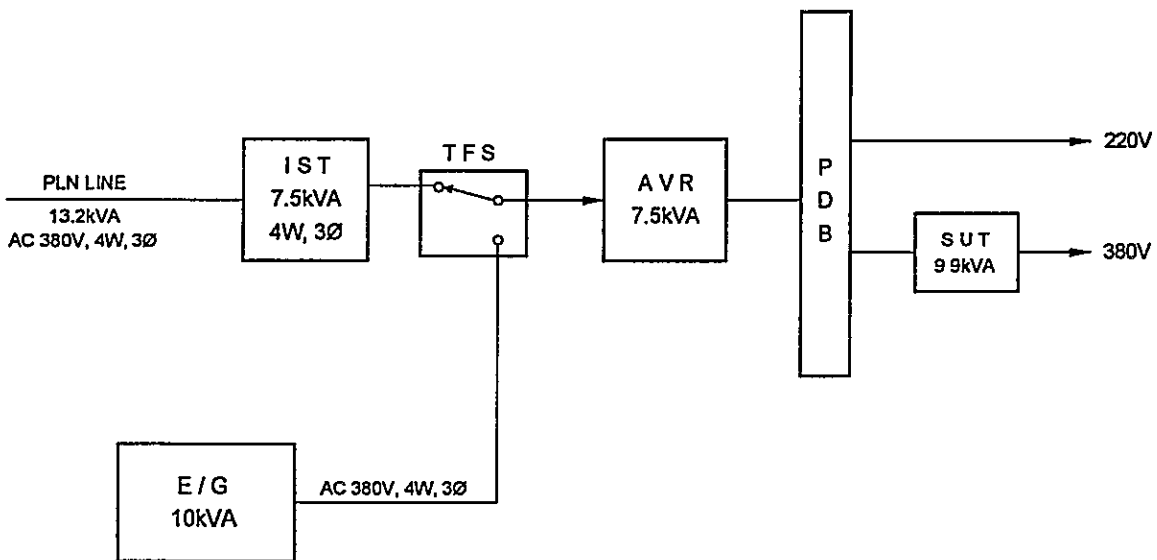 PLN LINE
13.2kVA
AC 380V, 4W, 3Ø
I S T
7.5kVA
4W, 3Ø
T F S
A V R
7.5kVA
P
D
B
220V
S U T
9 9kVA
380V
E / G
10kVA
AC 380V, 4W, 3Ø